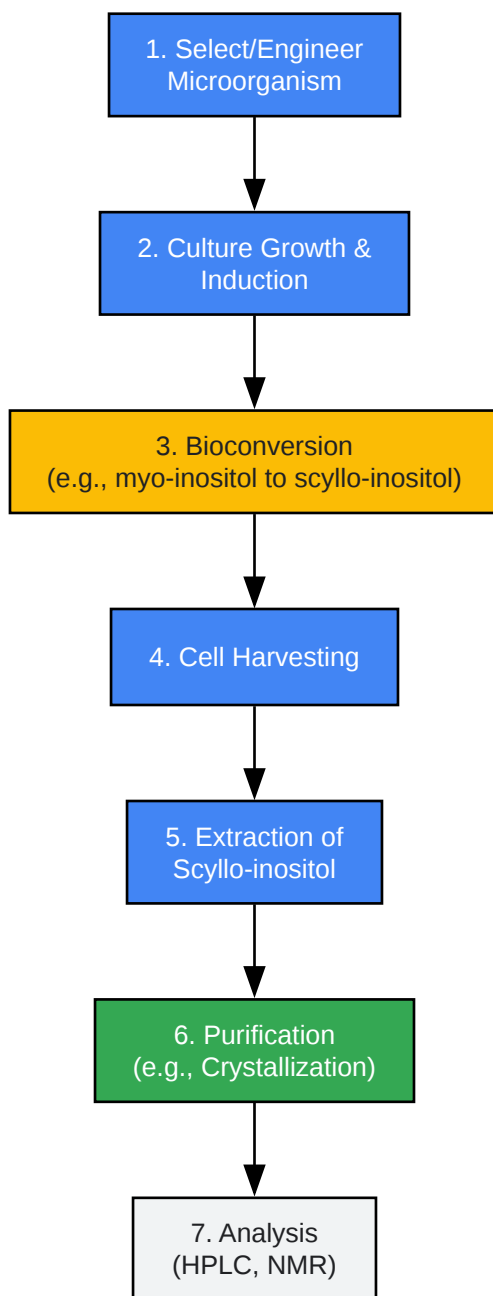 1. Select/Engineer
Microorganism
2. Culture Growth &
Induction
3. Bioconversion
(e.g., myo-inositol to scyllo-inositol)
4. Cell Harvesting
5. Extraction of
Scyllo-inositol
6. Purification
(e.g., Crystallization)
7. Analysis
(HPLC, NMR)